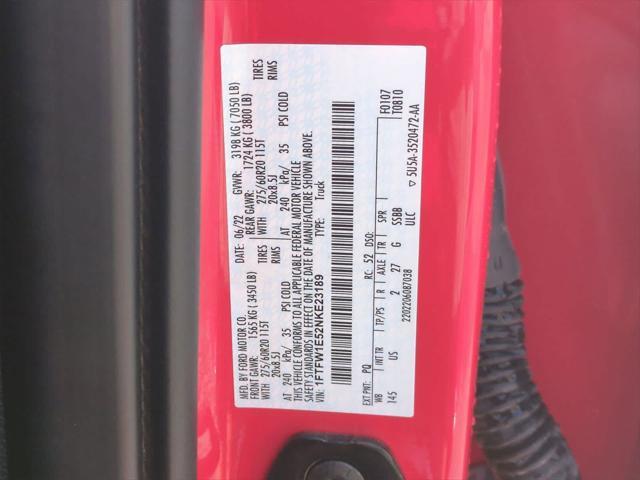 MFD. BY FORD MOTOR CO.
DATE: 06/22
GVWR: 3198 KG ( 7050 LB)
FRONT GAWR: 1565 KG ( 3450 LB)
REAR GAWR: 1724 KG ( 3800 LB)
WITH 275/60R20 115T TIRES
WITH 275/60R20 115T TIRES
20x8.5J RIMS
20x8.5J RIMS
AT 240 kPa/ 35 PSI COLD
AT 240 kPa/ 35 PSI COLD
THIS VEHICLE CONFORMS TO ALL APPLICABLE FEDERAL MOTOR VEHICLE
SAFETY STANDARDS IN EFFECT ON THE DATE OF MANUFACTURE SHOWN ABOVE.
VIN: 1FTFW1E52NKE23189
TYPE: Truck
F0107
T0810
EXT PNT: PQ RC: 52 DSO:
WB INT TR TP/PS R AXLE TR SPR
145 US 2 27 G SSBB
ULC
2202206087038
▽ 5U5A-3520472-AA